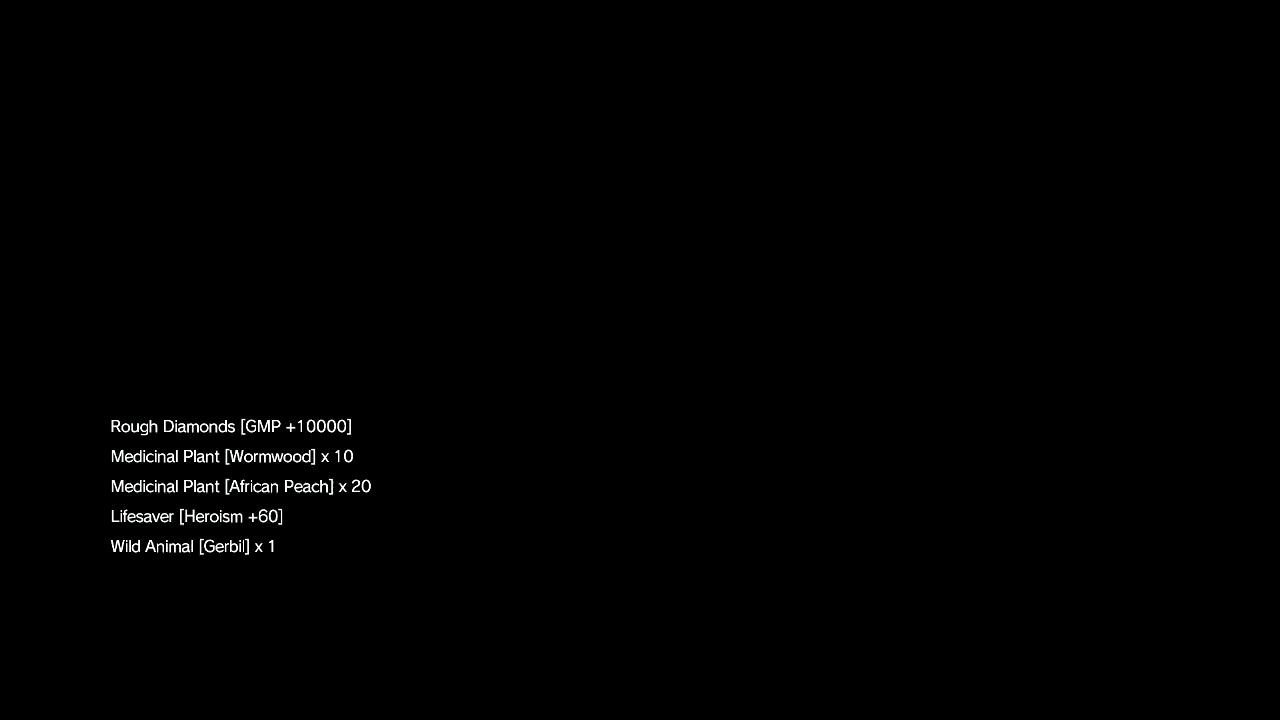 Rough Diamonds [GMP +10000]
Medicinal Plant [Wormwood] x 10
Medicinal Plant [African Peach] x 20
Lifesaver [Heroism +60]
Wild Animal [Gerbil] x 1